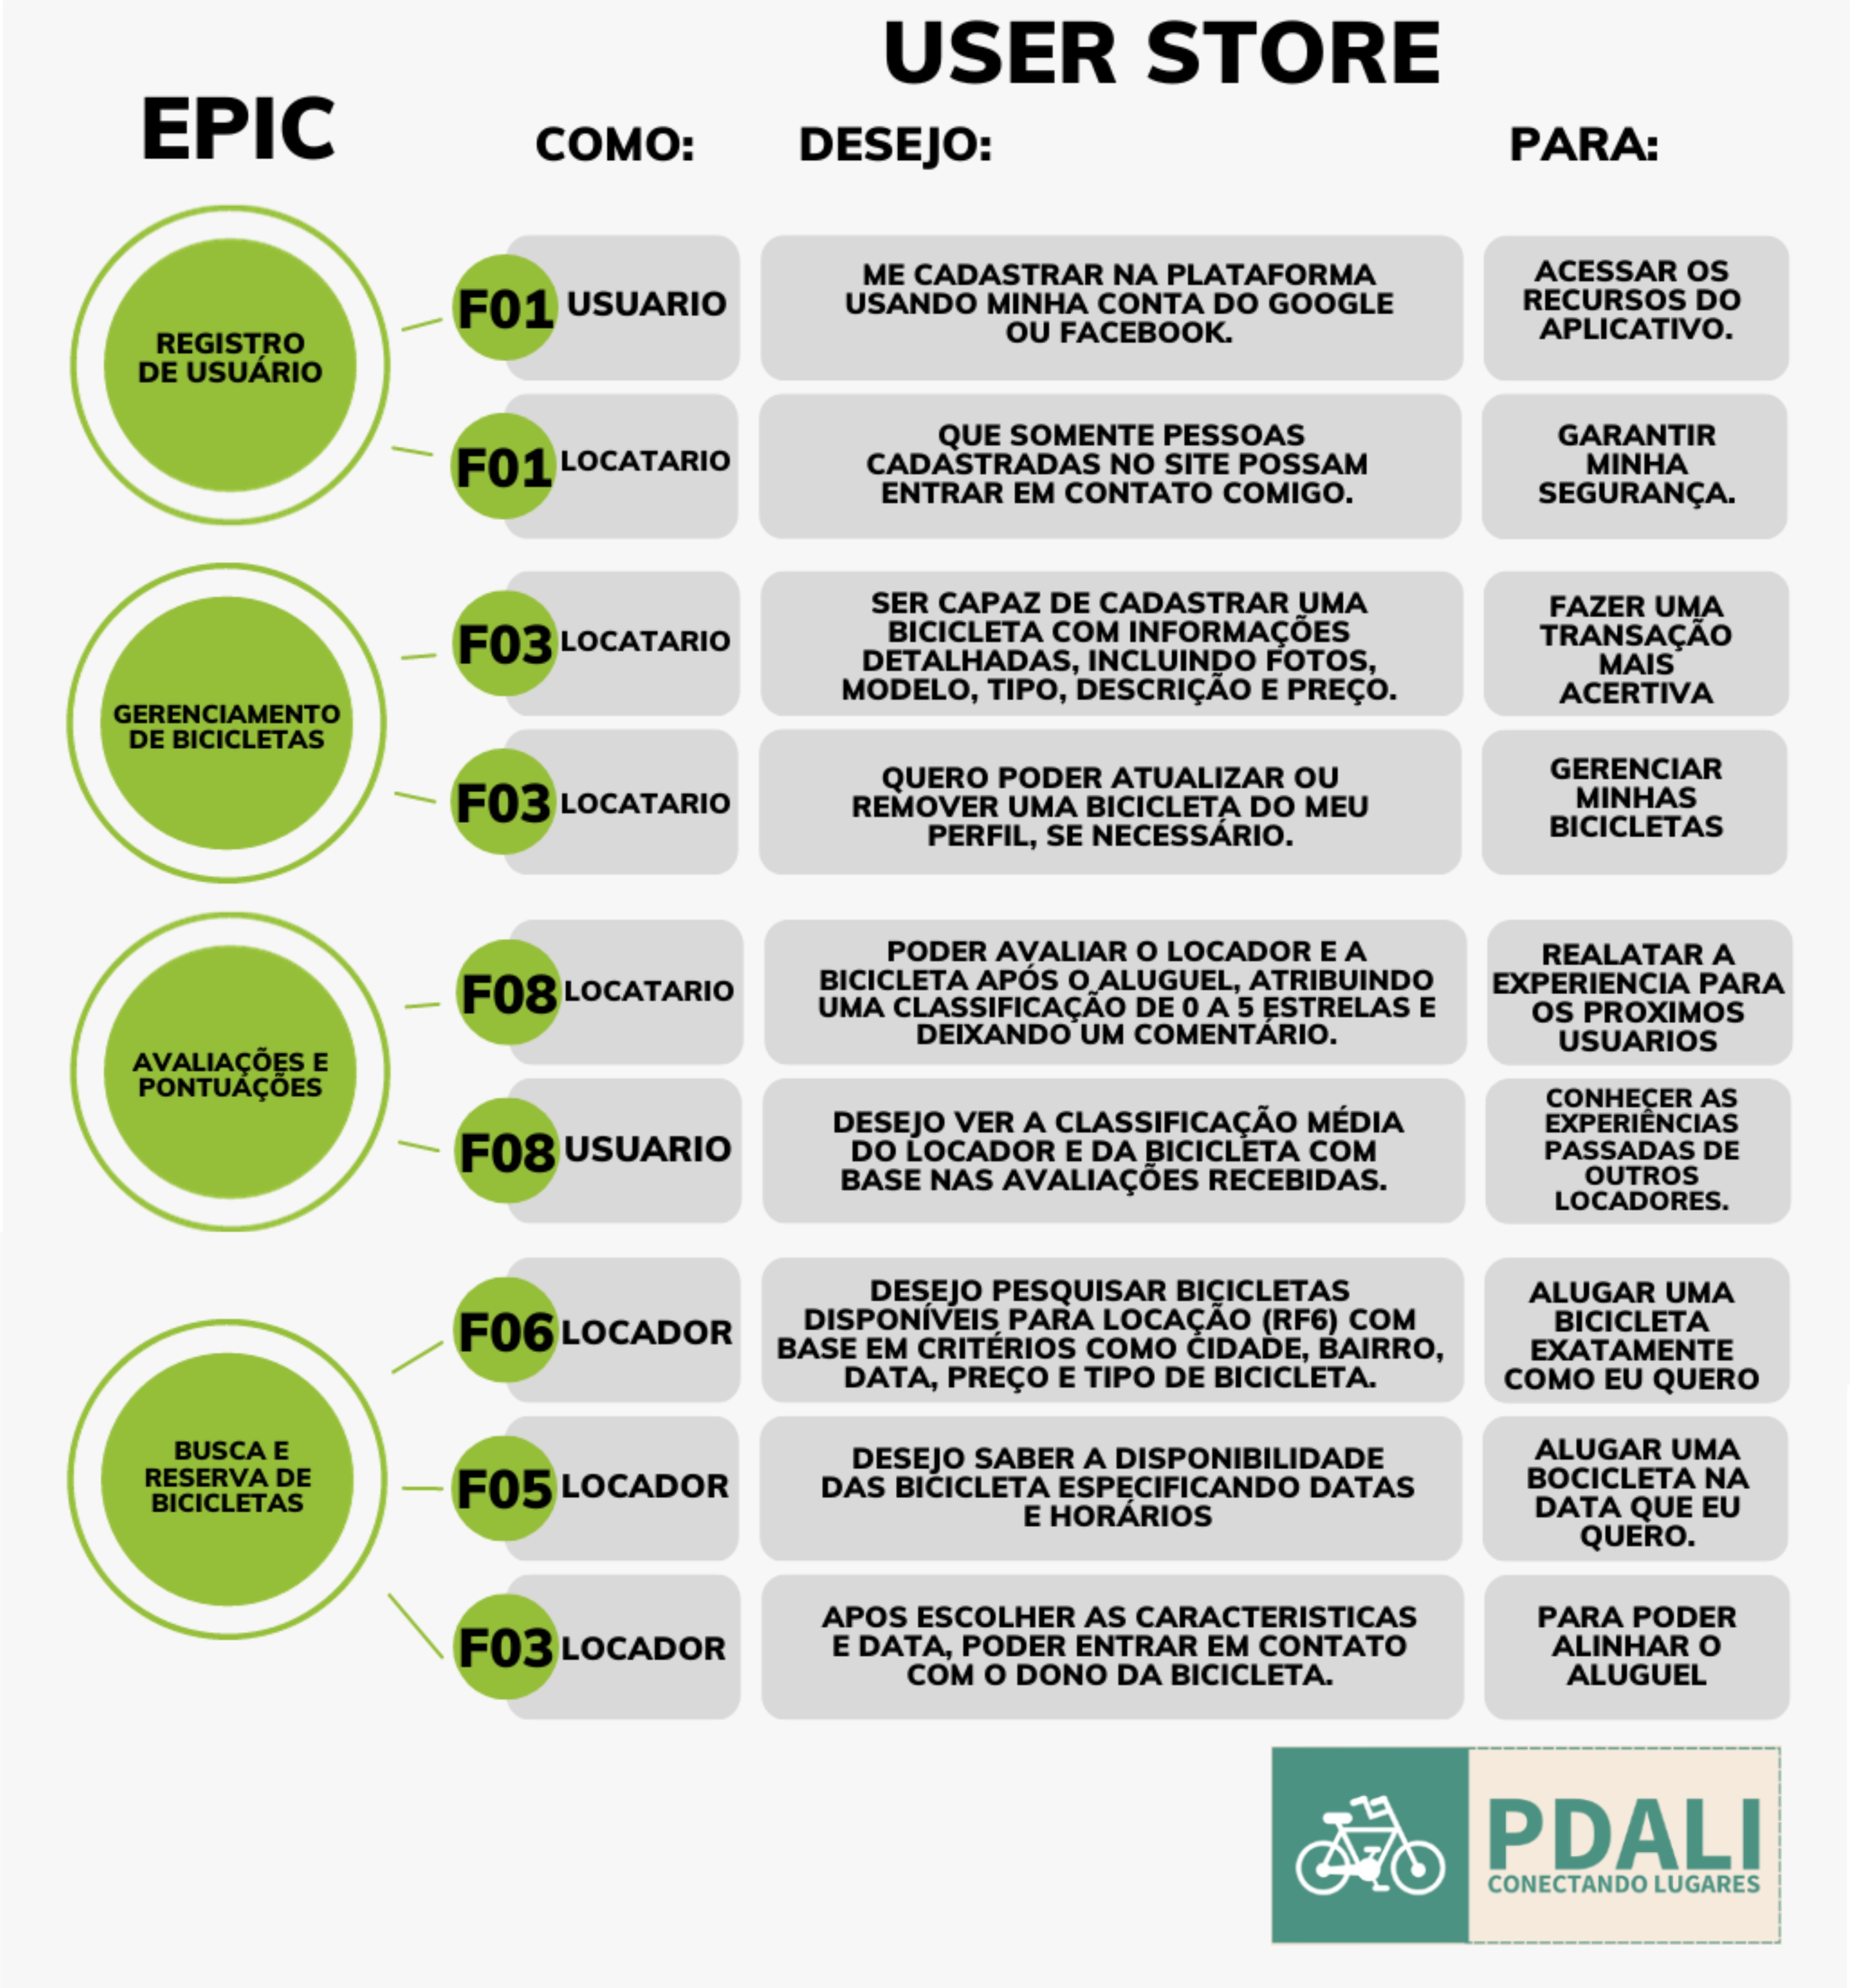 USER STORE
EPIC
COMO:
DESEJO:
PARA:
REGISTRO
DE USUÁRIO
F01
USUARIO
ME CADASTRAR NA PLATAFORMA
USANDO MINHA CONTA DO GOOGLE
OU FACEBOOK.
ACESSAR OS
RECURSOS DO
APLICATIVO.
F01
LOCATARIO
QUE SOMENTE PESSOAS
CADASTRADAS NO SITE POSSAM
ENTRAR EM CONTATO COMIGO.
GARANTIR
MINHA
SEGURANÇA.
GERENCIAMENTO
DE BICICLETAS
F03
LOCATARIO
SER CAPAZ DE CADASTRAR UMA
BICICLETA COM INFORMAÇÕES
DETALHADAS, INCLUINDO FOTOS,
MODELO, TIPO, DESCRIÇÃO E PREÇO.
FAZER UMA
TRANSAÇÃO
MAIS
ACERTIVA
F03
LOCATARIO
QUERO PODER ATUALIZAR OU
REMOVER UMA BICICLETA DO MEU
PERFIL, SE NECESSÁRIO.
GERENCIAR
MINHAS
BICICLETAS
AVALIAÇÕES E
PONTUAÇÕES
F08
LOCATARIO
PODER AVALIAR O LOCADOR E A
BICICLETA APÓS O ALUGUEL, ATRIBUINDO
UMA CLASSIFICAÇÃO DE 0 A 5 ESTRELAS E
DEIXANDO UM COMENTÁRIO.
REALATAR A
EXPERIENCIA PARA
OS PROXIMOS
USUARIOS
F08
USUARIO
DESEJO VER A CLASSIFICAÇÃO MÉDIA
DO LOCADOR E DA BICICLETA COM
BASE NAS AVALIAÇÕES RECEBIDAS.
CONHECER AS
EXPERIÊNCIAS
PASSADAS DE
OUTROS
LOCADORES.
BUSCA E
RESERVA DE
BICICLETAS
F06
LOCADOR
DESEJO PESQUISAR BICICLETAS
DISPONÍVEIS PARA LOCAÇÃO (RF6) COM
BASE EM CRITÉRIOS COMO CIDADE, BAIRRO,
DATA, PREÇO E TIPO DE BICICLETA.
ALUGAR UMA
BICICLETA
EXATAMENTE
COMO EU QUERO
F05
LOCADOR
DESEJO SABER A DISPONIBILIDADE
DAS BICICLETA ESPECIFICANDO DATAS
E HORÁRIOS
ALUGAR UMA
BOCICLETA NA
DATA QUE EU
QUERO.
F03
LOCADOR
APOS ESCOLHER AS CARACTERISTICAS
E DATA, PODER ENTRAR EM CONTATO
COM O DONO DA BICICLETA.
PARA PODER
ALINHAR O
ALUGUEL
PDALI
CONECTANDO LUGARES